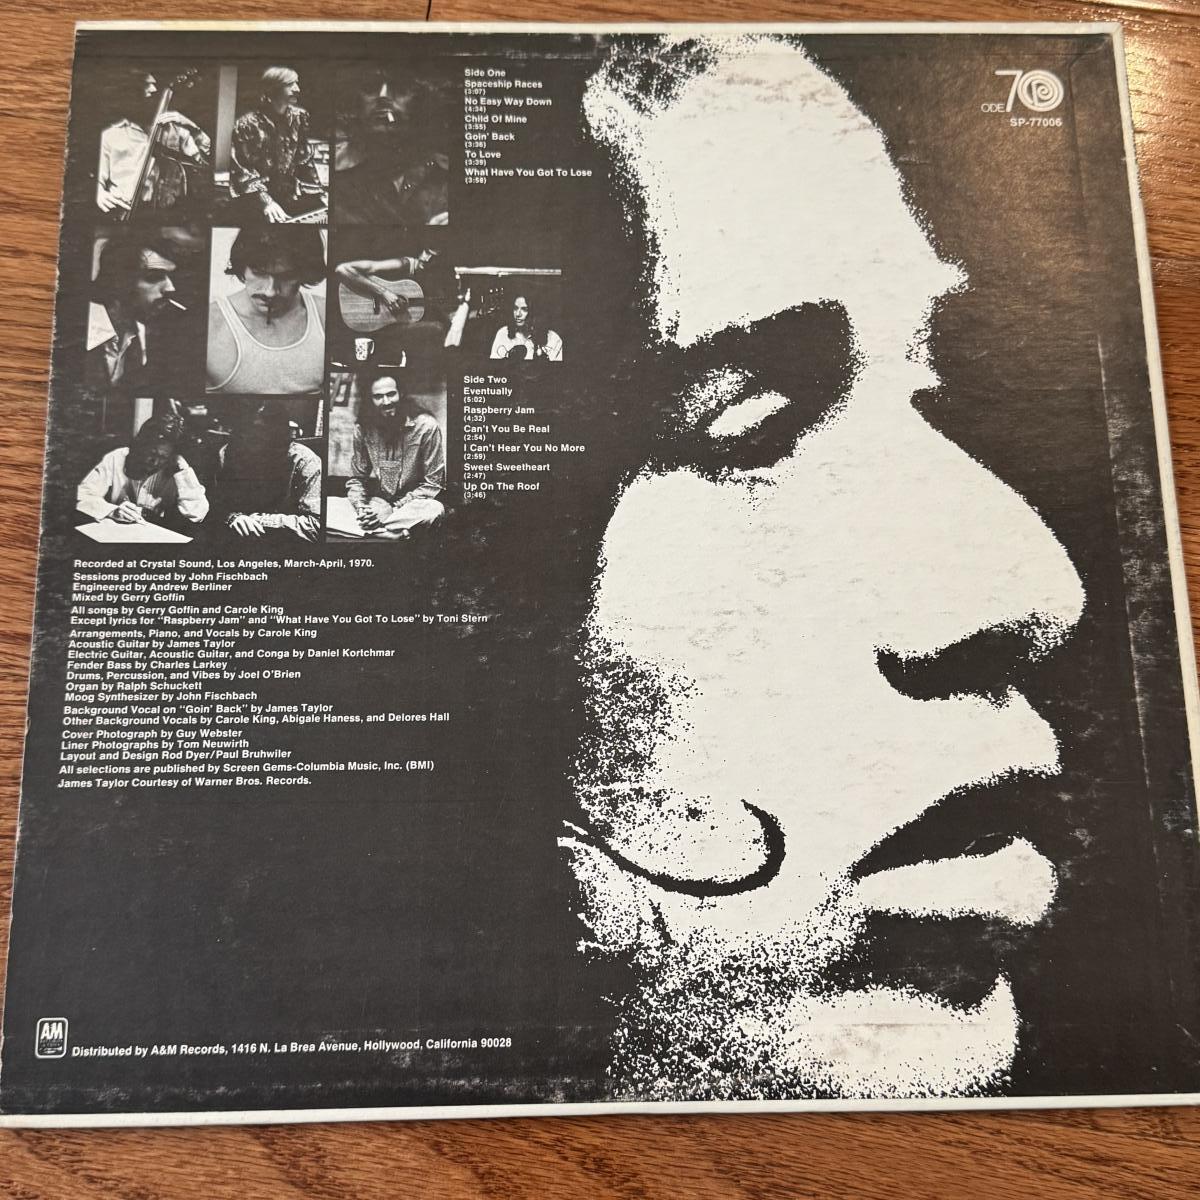 Side One
Spaceship Races
(3:07)
No Easy Way Down
(4:34)
Child Of Mine
(3:55)
Goin' Back
(3:36)
To Love
(3:39)
What Have You Got To Lose
(3:58)
ODE 70
SP-77006
Side Two
Eventually
(5:02)
Raspberry Jam
(4:32)
Can't You Be Real
(2:54)
I Can't Hear You No More
(2:59)
Sweet Sweetheart
(2:47)
Up On The Roof
(3:46)
Recorded at Crystal Sound, Los Angeles, March-April, 1970.
Sessions produced by John Fischbach
Engineered by Andrew Berliner
Mixed by Gerry Goffin
All songs by Gerry Goffin and Carole King
Except lyrics for "Raspberry Jam" and "What Have You Got To Lose" by Toni Stern
Arrangements, Piano, and Vocals by Carole King
Acoustic Guitar by James Taylor
Electric Guitar, Acoustic Guitar, and Conga by Daniel Kortchmar
Fender Bass by Charles Larkey
Drums, Percussion, and Vibes by Joel O'Brien
Organ by Ralph Schuckett
Moog Synthesizer by John Fischbach
Background Vocal on "Goin' Back" by James Taylor
Other Background Vocals by Carole King, Abigale Haness, and Delores Hall
Cover Photograph by Guy Webster
Liner Photographs by Tom Neuwirth
Layout and Design Rod Dyer/Paul Bruhwiler
All selections are published by Screen Gems-Columbia Music, Inc. (BMI)
James Taylor Courtesy of Warner Bros. Records.
AM
Distributed by A&M Records, 1416 N. La Brea Avenue, Hollywood, California 90028